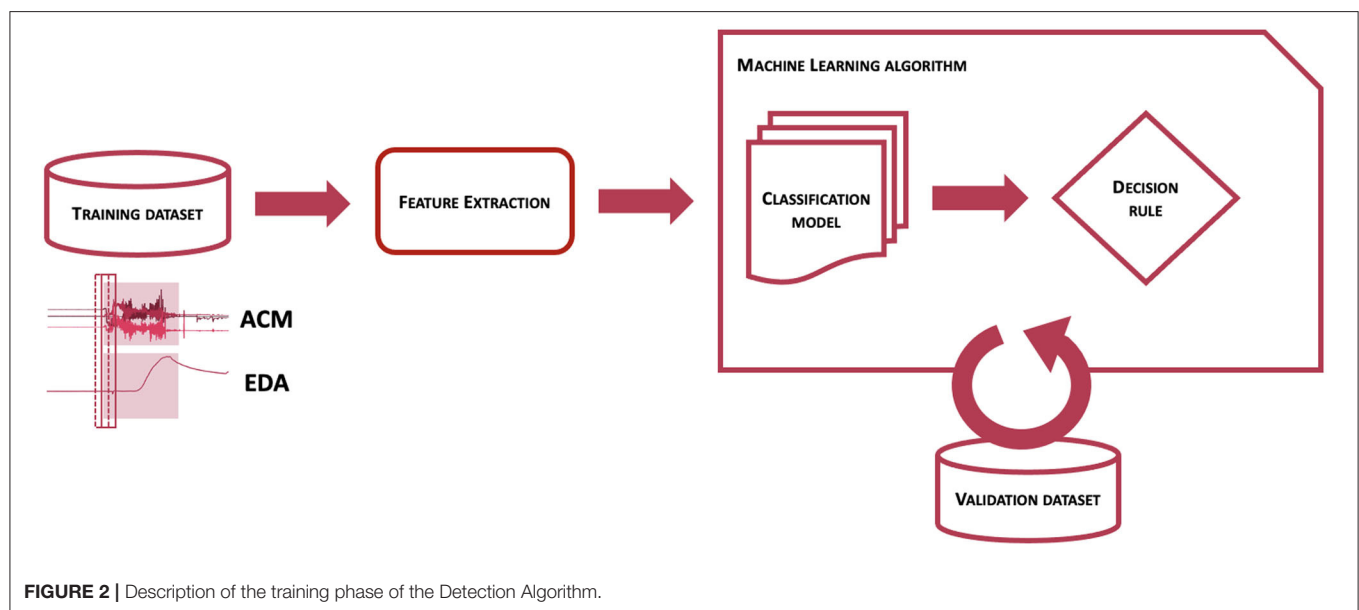 MACHINE LEARNING ALGORITHM
TRAINING DATASET
FEATURE EXTRACTION
CLASSIFICATION
MODEL
DECISION
RULE
ACM
EDA
VALIDATION DATASET
FIGURE 2 | Description of the training phase of the Detection Algorithm.